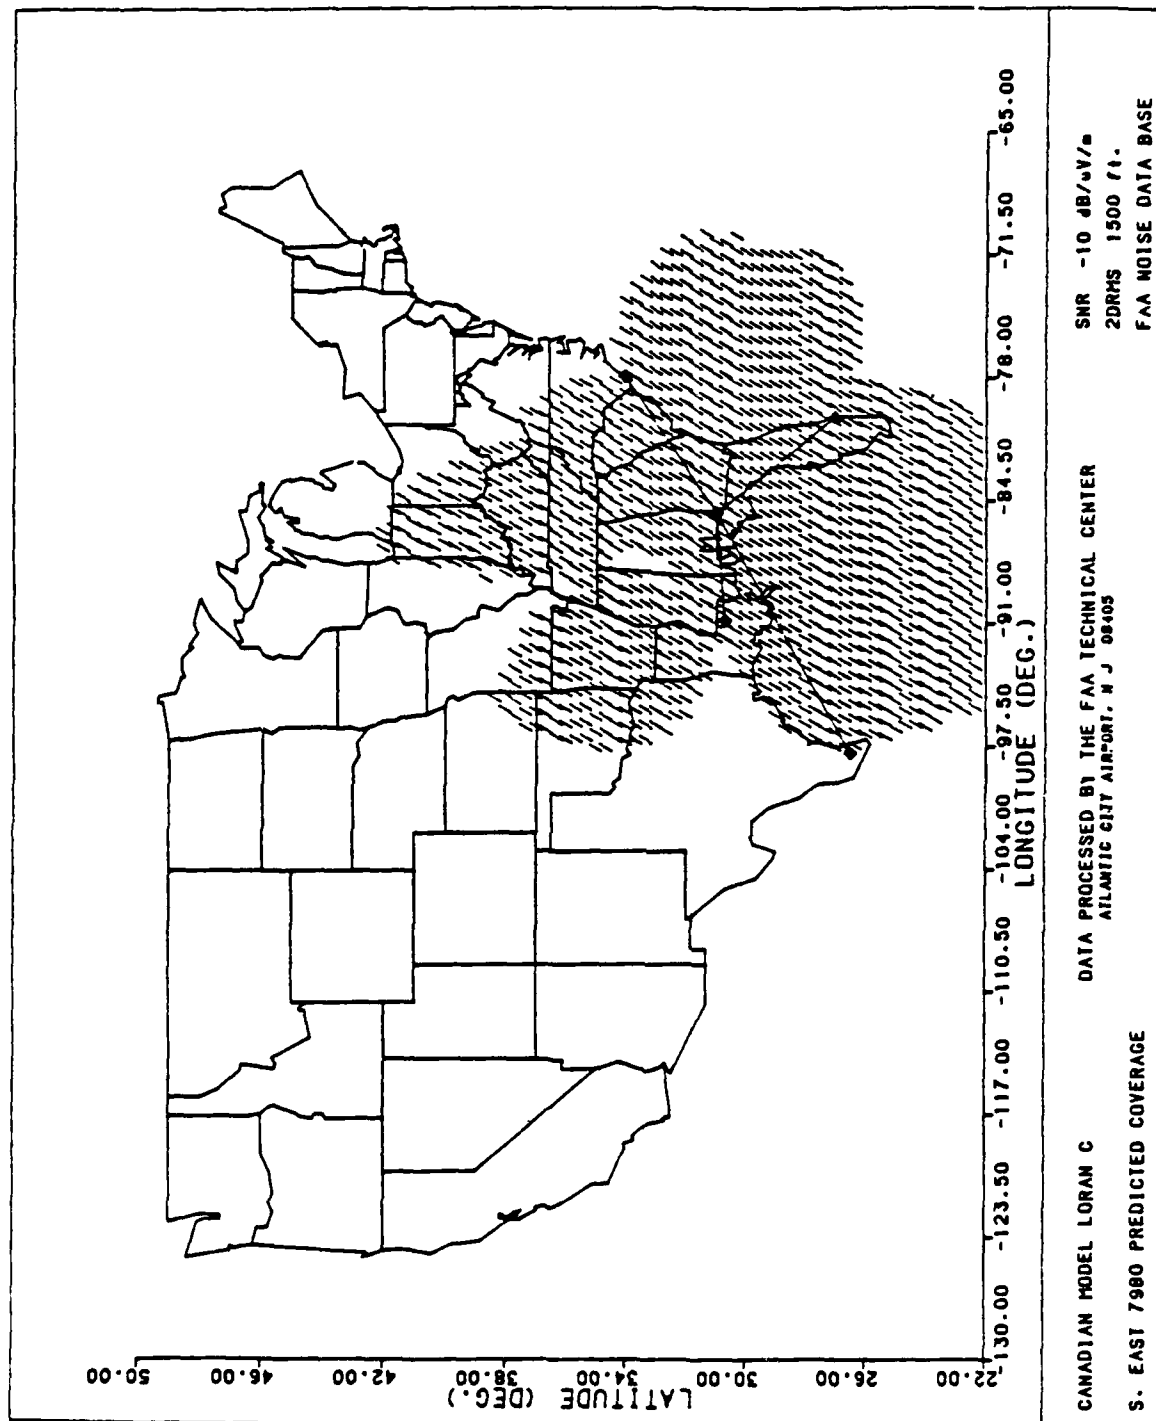 50.00
46.00
42.00
38.00
34.00
30.00
26.00
22.00
LATITUDE (DEG.)
-130.00
-123.50
-117.00
-110.50
-104.00
-97.50
-91.00
-84.50
-78.00
-71.50
-65.00
LONGITUDE (DEG.)
CANADIAN MODEL LORAN C
S. EAST 7980 PREDICTED COVERAGE
DATA PROCESSED BY THE FAA TECHNICAL CENTER
ATLANTIC CITY AIRPORT, N J 08405
SNR -10 dB/uV/m
2DRMS 1500 ft.
FAA NOISE DATA BASE